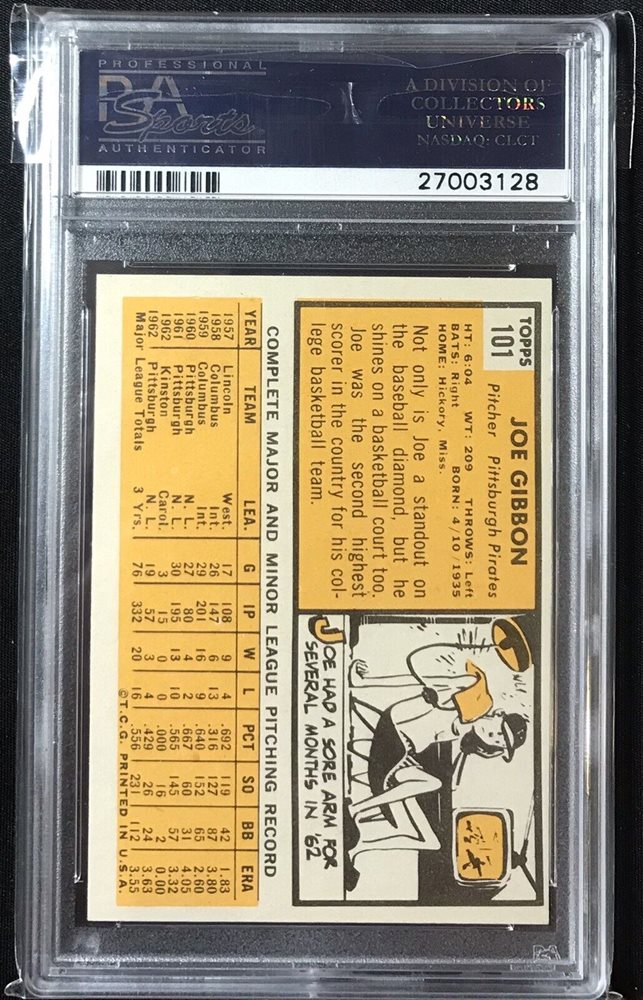 PROFESSIONAL
PSA
Sports
AUTHENTICATOR
A DIVISION OF
COLLECTORS
UNIVERSE
NASDAQ: CLCT
27003128
TOPPS
101
JOE GIBBON
Pitcher Pittsburgh Pirates
HT: 6:04 WT: 209 THROWS: Left
BATS: Right BORN: 4/10/1935
HOME: Hickory, Miss.
Not only is Joe a standout on
the baseball diamond, but he
shines on a basketball court too.
Joe was the second highest
scorer in the country for his col-
lege basketball team.
JOE HAD A SORE ARM FOR
SEVERAL MONTHS IN '62
COMPLETE MAJOR AND MINOR LEAGUE PITCHING RECORD
YEAR TEAM LEA. G IP W L PCT SO BB ERA
1957 Lincoln West. 17 108 9 4 .692 119 42 1.83
1958 Columbus Int. 26 147 6 13 .316 127 87 3.80
1959 Columbus Int. 29 201 16 9 .640 152 65 2.60
1960 Pittsburgh N. L. 27 80 4 2 .667 60 31 4.05
1961 Pittsburgh N. L. 30 195 13 10 .565 145 57 3.32
1962 Kinston Carol. 3 15 0 0 .000 16 2 0.00
1962 Pittsburgh N. L. 19 57 3 4 .429 26 24 3.63
Major League Totals 3 Yrs. 76 332 20 16 .556 231 112 3.55
©T.C.G. PRINTED IN U.S.A.